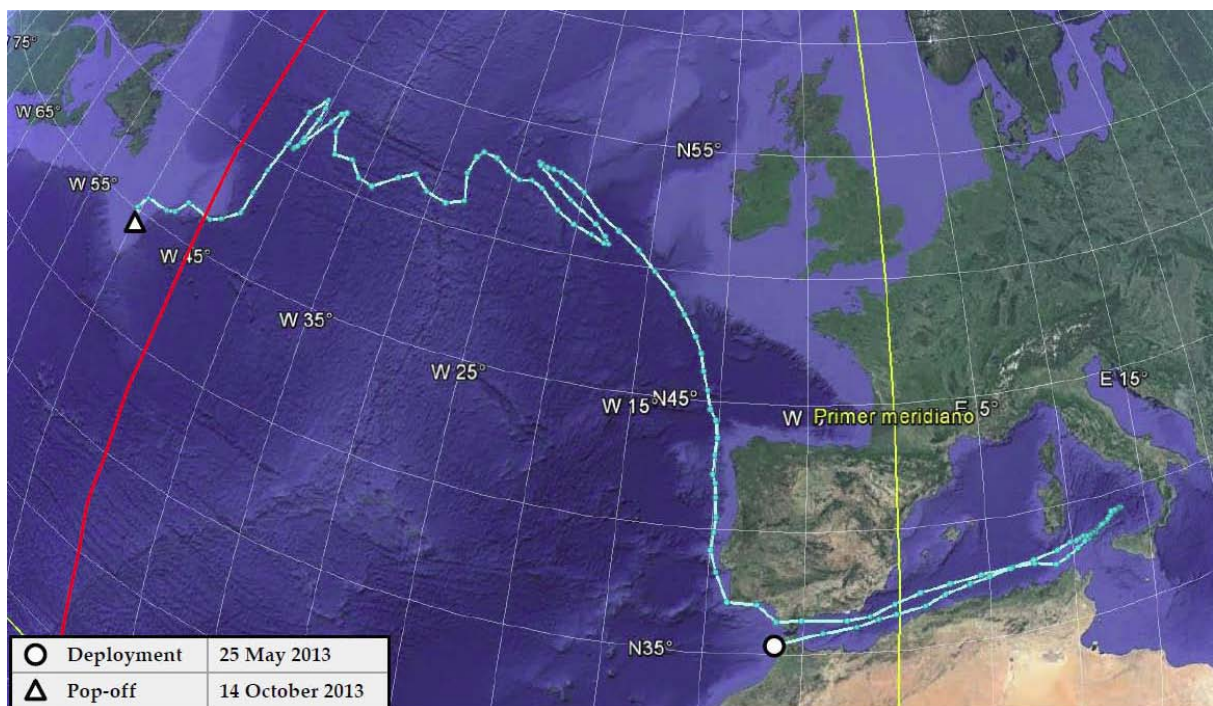 W 75°
W 65°
N55°
W 55°
W 45°
W 35°
W 25°
W 15°
N45°
W
Primer meridiano
E 5°
E 15°
N35°
Deployment 25 May 2013
Pop-off 14 October 2013